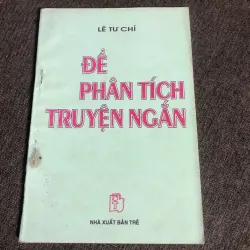 LÊ TƯ CHỈ
ĐỂ
PHÂN TÍCH
TRUYỆN NGẮN
NHÀ XUẤT BẢN TRẺ